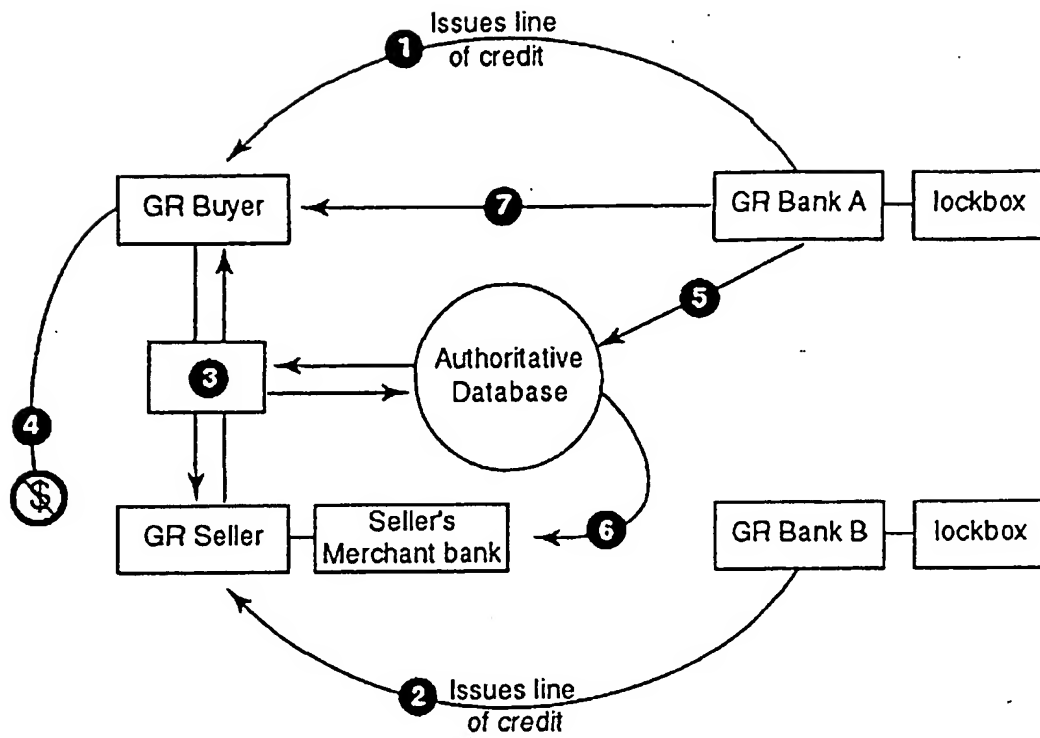 Issues line
1
of credit
GR Buyer
7
GR Bank A
lockbox
5
Authoritative
Database
3
4
$
GR Seller
Seller's
Merchant bank
6
GR Bank B
lockbox
2
Issues line
of credit